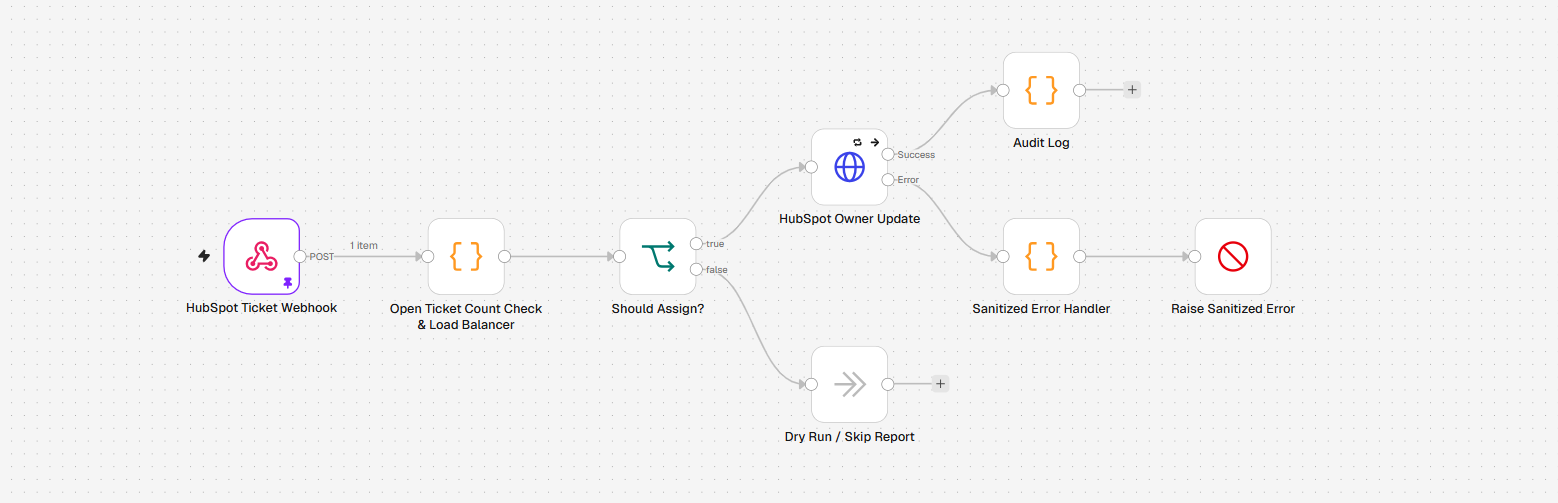 Audit Log
Success
Error
HubSpot Owner Update
POST
1 item
true
false
HubSpot Ticket Webhook
Open Ticket Count Check
& Load Balancer
Should Assign?
Sanitized Error Handler
Raise Sanitized Error
Dry Run / Skip Report